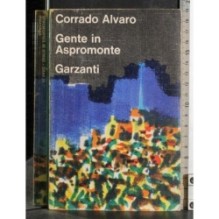 Corrado Alvaro
Gente in
Aspromonte
Garzanti